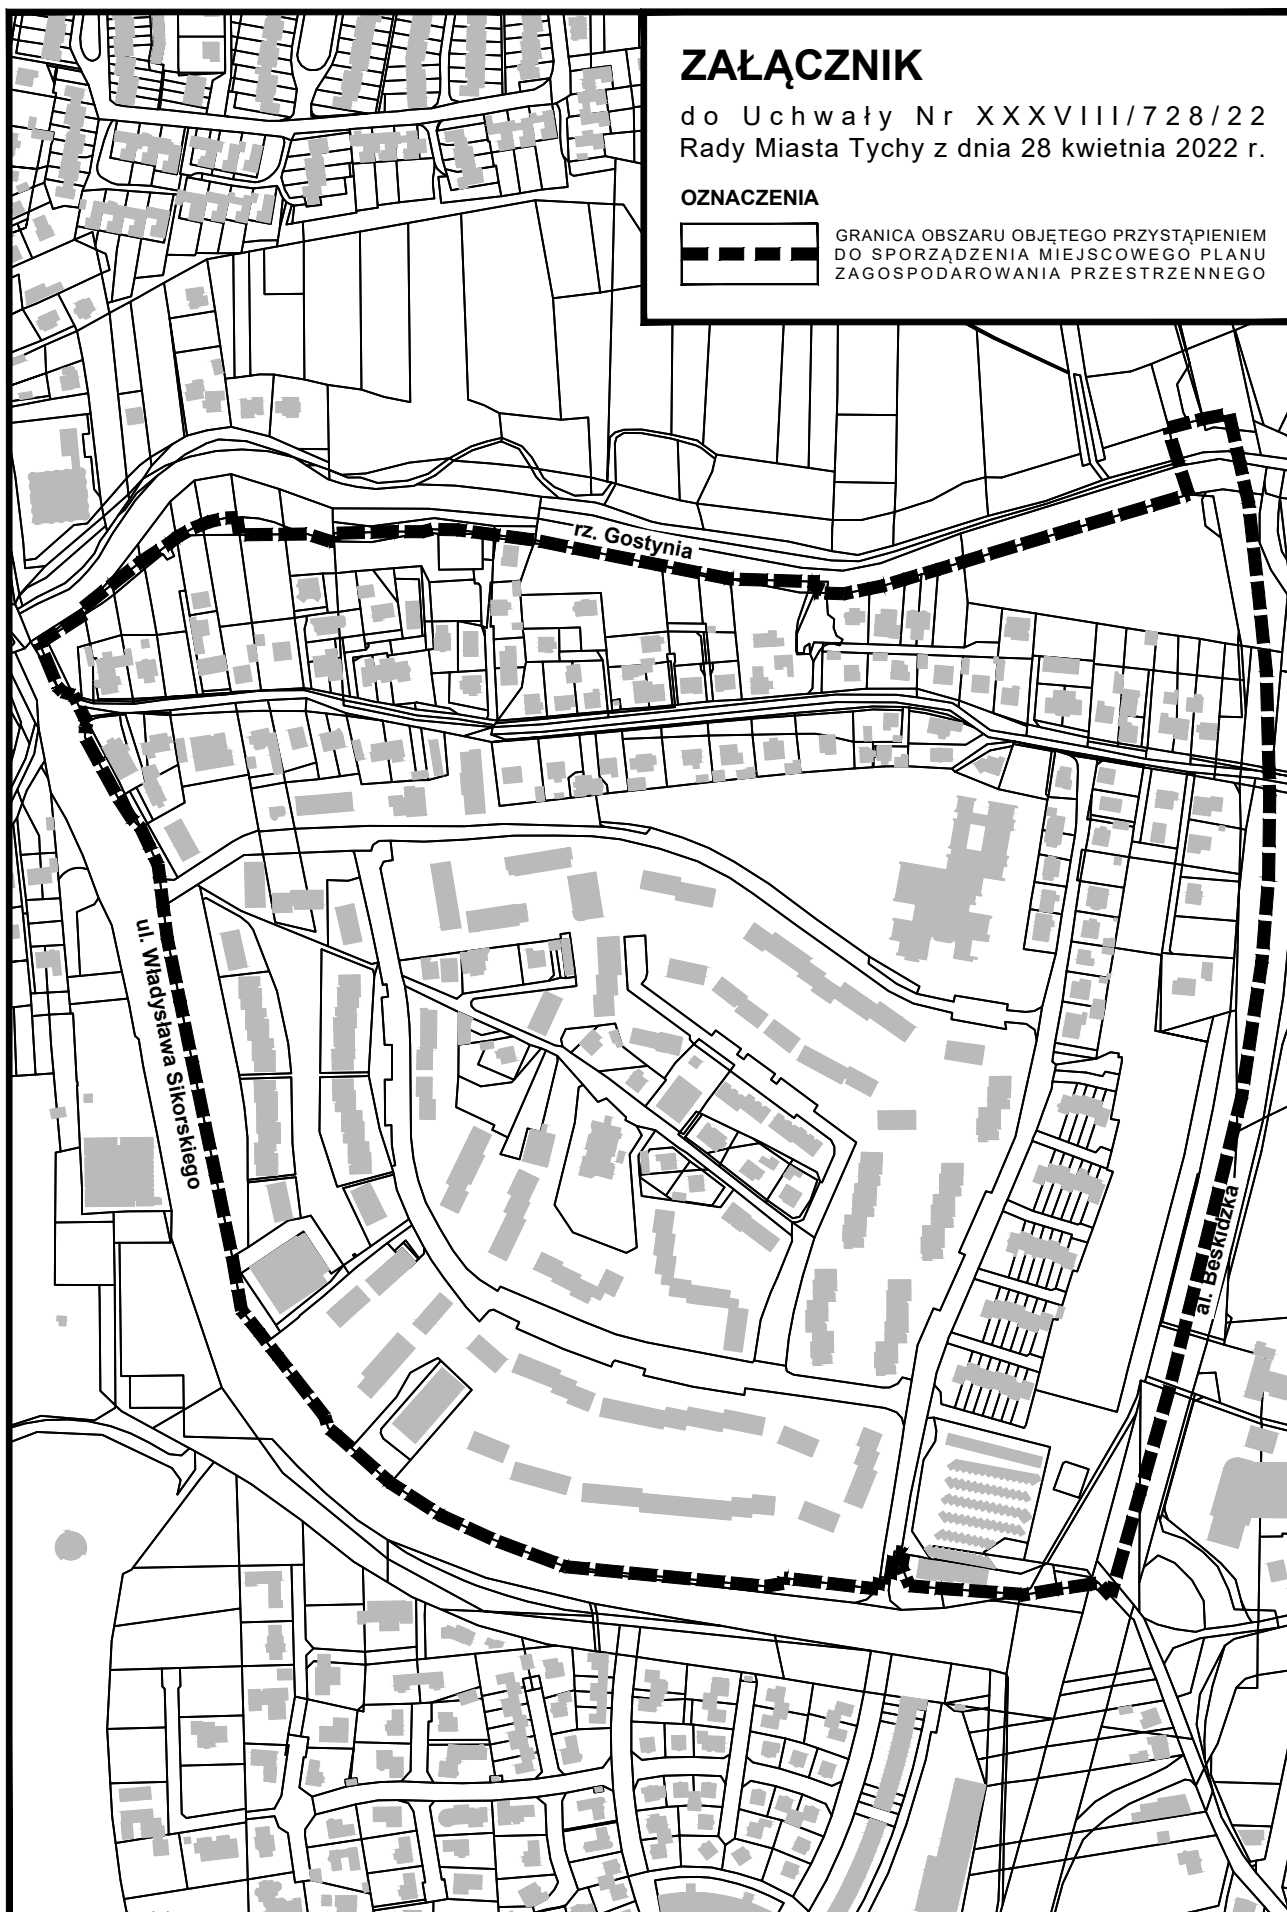 ZAŁĄCZNIK
do Uchwały Nr XXXVIII/728/22
Rady Miasta Tychy z dnia 28 kwietnia 2022 r.
OZNACZENIA
GRANICA OBSZARU OBJĘTEGO PRZYSTĄPIENIEM
DO SPORZĄDZENIA MIEJSCOWEGO PLANU
ZAGOSPODAROWANIA PRZESTRZENNEGO
rz. Gostynia
ul. Władysława Sikorskiego
al. Beskidzka